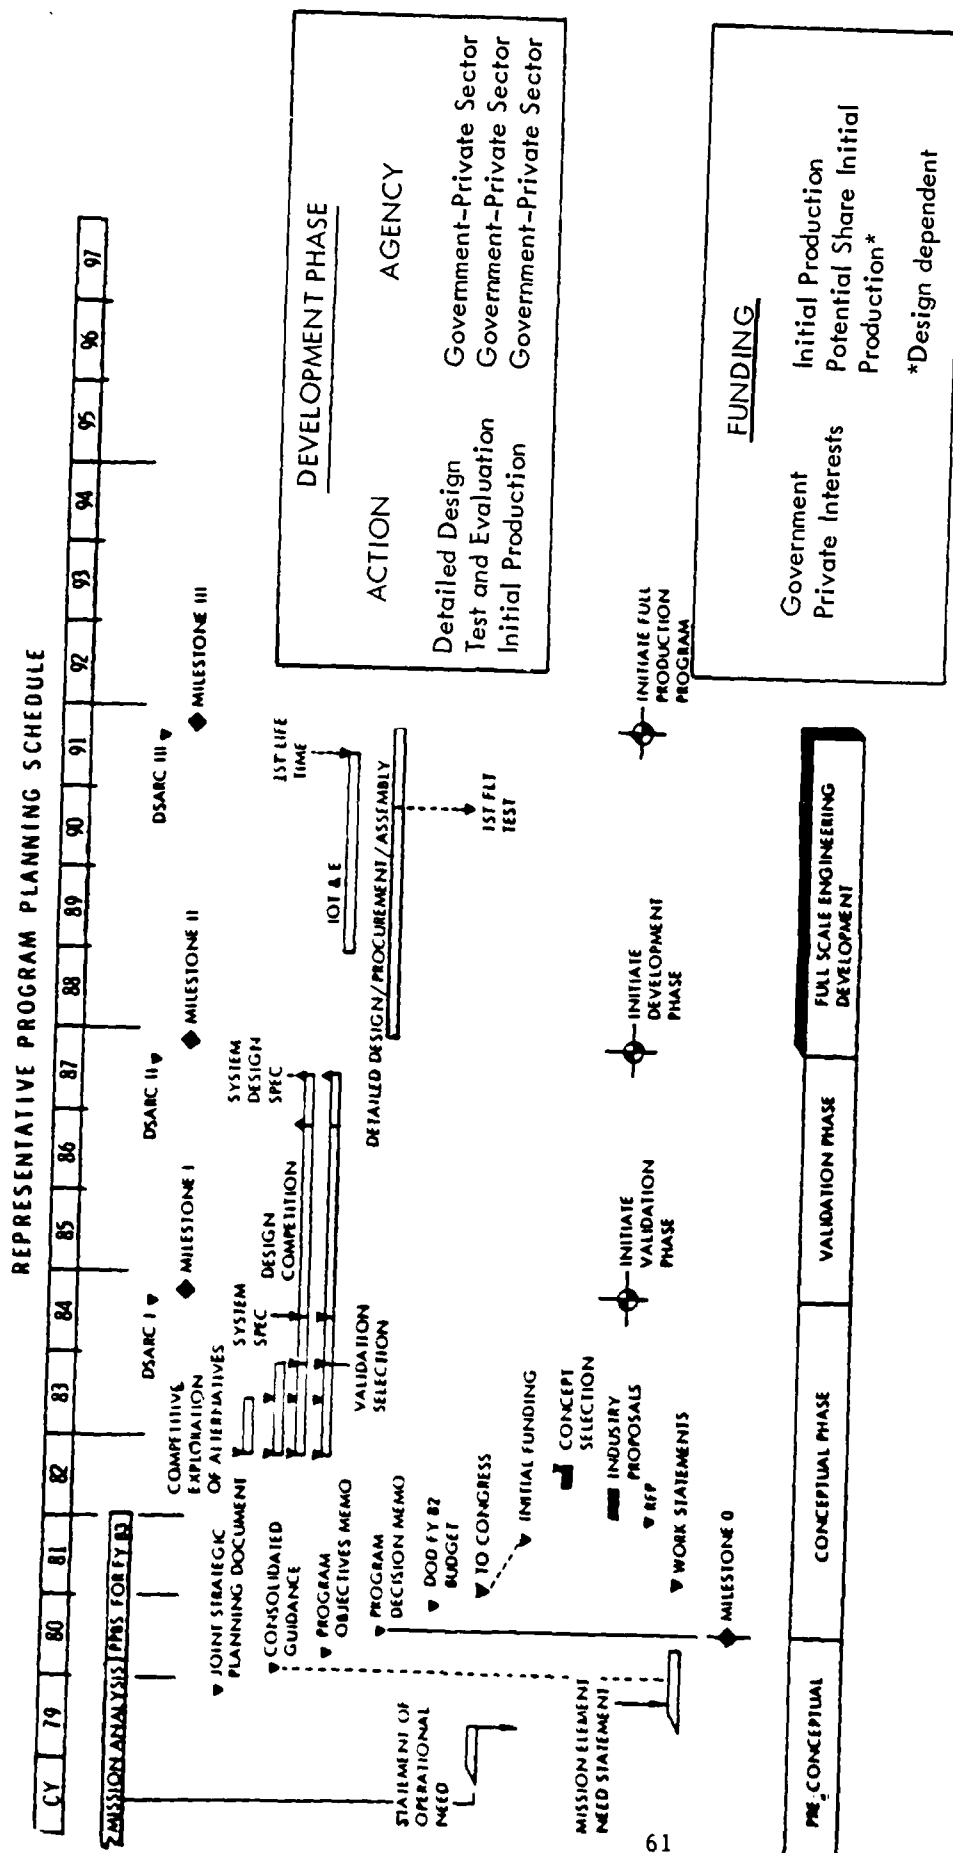 REPRESENTATIVE PROGRAM PLANNING SCHEDULE
CY 79 80 81 82 83 84 85 86 87 88 89 90 91 92 93 94 95 96 97
MISSION ANALYSIS PPBS FOR FY 83
DSARC I
DSARC II
DSARC III
MILESTONE I
MILESTONE II
MILESTONE III
COMPETITIVE
EXPLORATION
OF ALTERNATIVES
JOINT STRATEGIC
PLANNING DOCUMENT
CONSOLIDATED
GUIDANCE
PROGRAM
OBJECTIVES MEMO
PROGRAM
DECISION MEMO
DOD FY 82
BUDGET
TO CONGRESS
INITIAL FUNDING
SYSTEM
SPEC
DESIGN
COMPETITION
SYSTEM
DESIGN
SPEC
VALIDATION
SELECTION
IOT & E
1ST LIFE
TIME
DETAILED DESIGN/PROCUREMENT/ASSEMBLY
1ST FLT
TEST
STATEMENT OF
OPERATIONAL
NEED
CONCEPT
SELECTION
INDUSTRY
PROPOSALS
RFP
WORK STATEMENTS
MISSION ELEMENT
NEED STATEMENT
MILESTONE 0
INITIATE
VALIDATION
PHASE
INITIATE
DEVELOPMENT
PHASE
INITIATE FULL
PRODUCTION
PROGRAM
PRE-CONCEPTUAL
CONCEPTUAL PHASE
VALIDATION PHASE
FULL SCALE ENGINEERING
DEVELOPMENT
DEVELOPMENT PHASE
ACTION AGENCY
Detailed Design Government-Private Sector
Test and Evaluation Government-Private Sector
Initial Production Government-Private Sector
FUNDING
Government Initial Production
Private Interests Potential Share Initial
Production*
*Design dependent
61